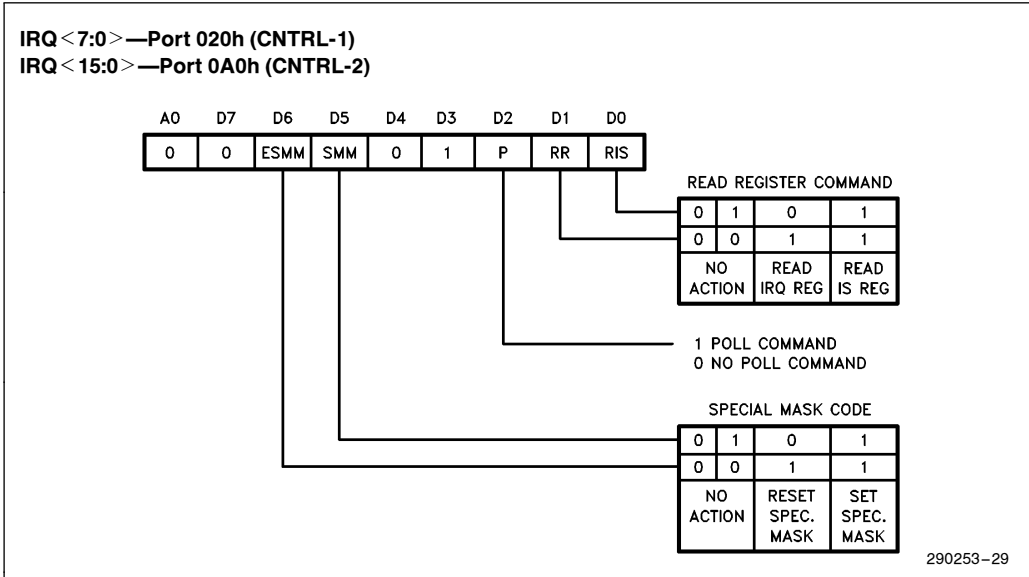 IRQ<7:0>—Port 020h (CNTRL-1)
IRQ<15:0>—Port 0A0h (CNTRL-2)
A0 D7 D6 D5 D4 D3 D2 D1 D0
0 0 ESMM SMM 0 1 P RR RIS
READ REGISTER COMMAND
0 1 0 1
0 0 1 1
NO READ READ
ACTION IRQ REG IS REG
1 POLL COMMAND
0 NO POLL COMMAND
SPECIAL MASK CODE
0 1 0 1
0 0 1 1
NO RESET SET
ACTION SPEC. SPEC.
MASK MASK
290253–29